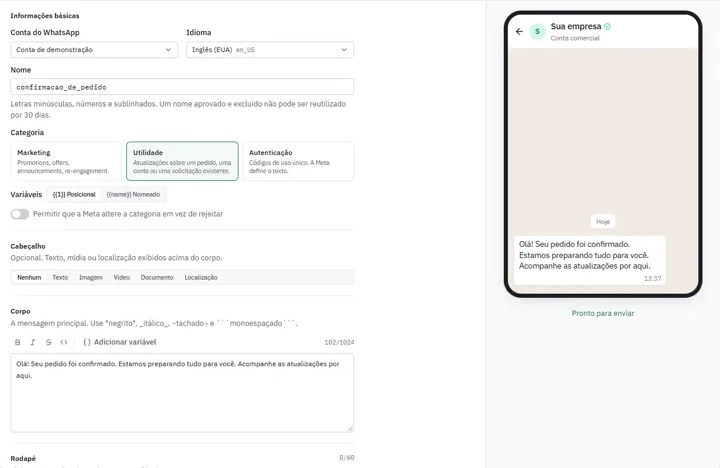 Informações básicas
Conta do WhatsApp
Idioma
Conta de demonstração
Inglês (EUA) en_US
Nome
confirmacao_de_pedido
Letras minúsculas, números e sublinhados. Um nome aprovado e excluído não pode ser reutilizado
por 30 dias.
Categoria
Marketing
Promotions, offers,
announcements, re-engagement.
Utilidade
Atualizações sobre um pedido, uma
conta ou uma solicitação existente.
Autenticação
Códigos de uso único. A Meta
define o texto.
Variáveis
{{1}} Posicional
{{name}} Nomeado
Permitir que a Meta altere a categoria em vez de rejeitar
Cabeçalho
Opcional. Texto, mídia ou localização exibidos acima do corpo.
Nenhum Texto Imagem Vídeo Documento Localização
Corpo
A mensagem principal. Use *negrito*, _itálico_, ~tachado~ e ```monoespaçado```.
B I S <> {} Adicionar variável
102/1024
Olá! Seu pedido foi confirmado. Estamos preparando tudo para você. Acompanhe as atualizações por
aqui.
Rodapé
0/60
S
Sua empresa
Conta comercial
Hoje
Olá! Seu pedido foi confirmado.
Estamos preparando tudo para você.
Acompanhe as atualizações por aqui.
13:37
Pronto para enviar